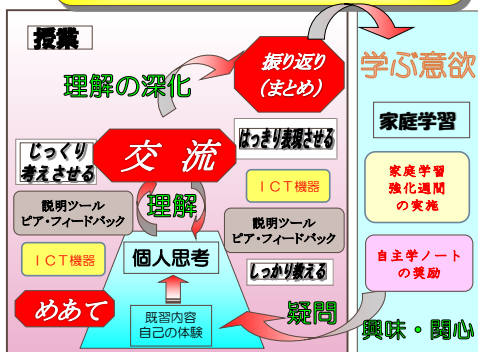 授業
理解の深化
振り返り
(まとめ)
学ぶ意欲
家庭学習
じっくり
考えさせる
交流
はっきり表現させる
ICT機器
理解
説明ツール
ピア・フィードバック
説明ツール
ピア・フィードバック
家庭学習
強化週間
の実施
ICT機器
個人思考
しっかり教える
自主学ノート
の奨励
めあて
既習内容
自己の体験
疑問
興味・関心